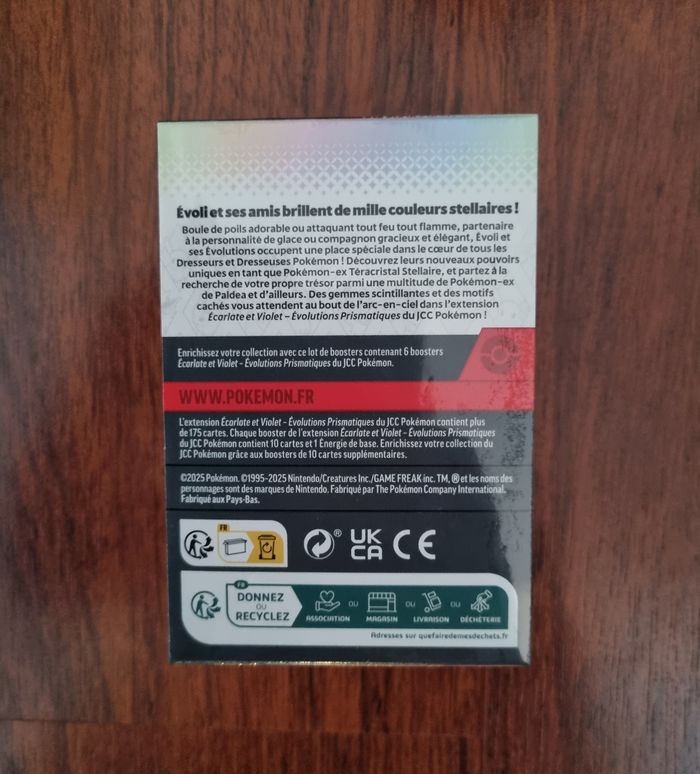 Évoli et ses amis brillent de mille couleurs stellaires !
Boule de poils adorable ou attaquant tout feu tout flamme, partenaire
à la personnalité de glace ou compagnon gracieux et élégant, Évoli et
ses Évolutions occupent une place spéciale dans le cœur de tous les
Dresseurs et Dresseuses Pokémon ! Découvrez leurs nouveaux pouvoirs
uniques en tant que Pokémon-ex Téracristal Stellaire, et partez à la
recherche de votre propre trésor parmi une multitude de Pokémon-ex
de Paldea et d'ailleurs. Des gemmes scintillantes et des motifs
cachés vous attendent au bout de l'arc-en-ciel dans l'extension
Écarlate et Violet – Évolutions Prismatiques du JCC Pokémon !
Enrichissez votre collection avec ce lot de boosters contenant 6 boosters
Écarlate et Violet – Évolutions Prismatiques du JCC Pokémon.
WWW.POKEMON.FR
L'extension Écarlate et Violet – Évolutions Prismatiques du JCC Pokémon contient plus
de 175 cartes. Chaque booster de l'extension Écarlate et Violet – Évolutions Prismatiques
du JCC Pokémon contient 10 cartes et 1 Énergie de base. Enrichissez votre collection du
JCC Pokémon grâce aux boosters de 10 cartes supplémentaires.
©2025 Pokémon. ©1995-2025 Nintendo/Creatures Inc./GAME FREAK inc. TM, ® et les noms des
personnages sont des marques de Nintendo. Fabriqué par The Pokémon Company International.
Fabriqué aux Pays-Bas.
FR
®
UK
CA
CE
FR
DONNEZ
OU
RECYCLEZ
ASSOCIATION OU MAGASIN OU LIVRAISON OU DÉCHÈTERIE
Adresses sur quefairedemesdechets.fr